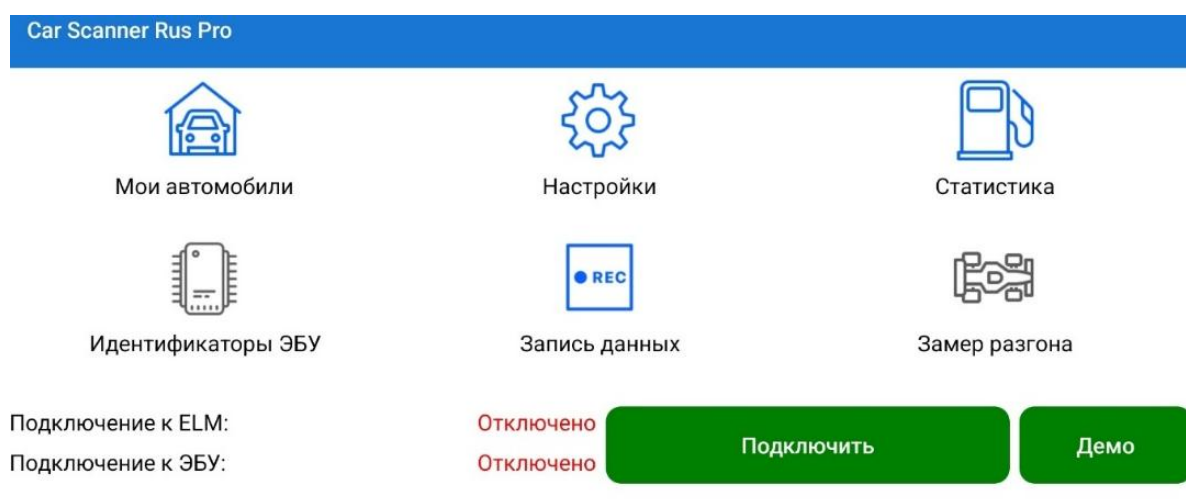 Car Scanner Rus Pro
Мои автомобили
Настройки
Статистика
REC
Идентификаторы ЭБУ
Запись данных
Замер разгона
Подключение к ELM:
Отключено
Подключение к ЭБУ:
Отключено
Подключить
Демо